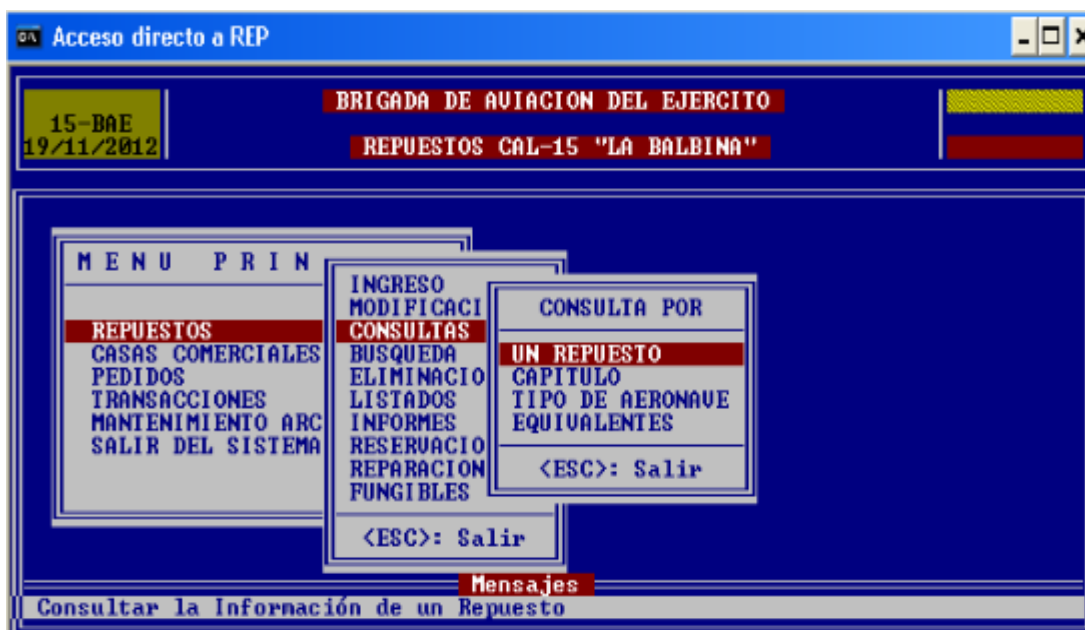 Acceso directo a REP
BRIGADA DE AVIACION DEL EJERCITO
15-BAE
19/11/2012
REPUESTOS CAL-15 "LA BALBINA"
M E N U P R I N
REPUESTOS
CASAS COMERCIALES
PEDIDOS
TRANSACCIONES
MANTENIMIENTO ARC
SALIR DEL SISTEMA
INGRESO
MODIFICACI
CONSULTAS
BUSQUEDA
ELIMINACIO
LISTADOS
INFORMES
RESERVACIO
REPARACION
FUNGIBLES
<ESC>: Salir
CONSULTA POR
UN REPUESTO
CAPITULO
TIPO DE AERONAVE
EQUIVALENTES
<ESC>: Salir
Mensajes
Consultar la Información de un Repuesto